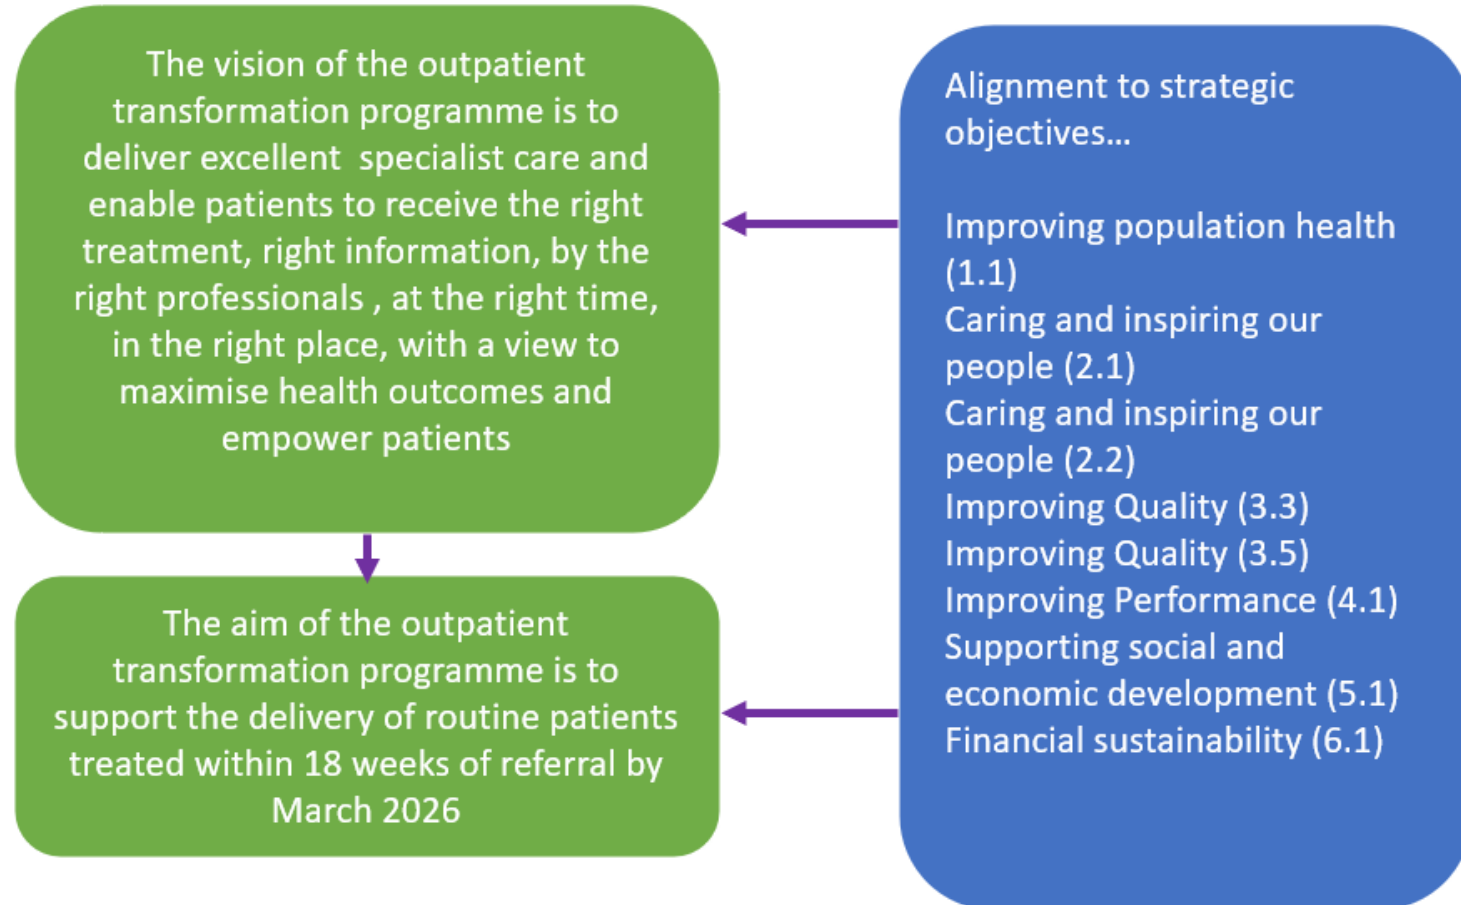 The vision of the outpatient
transformation programme is to
deliver excellent  specialist care and
enable patients to receive the right
treatment, right information, by the
right professionals , at the right time,
in the right place, with a view to
maximise health outcomes and
empower patients
The aim of the outpatient
transformation programme is to
support the delivery of routine patients
treated within 18 weeks of referral by
March 2026
Alignment to strategic
objectives…
Improving population health
(1.1)
Caring and inspiring our
people (2.1)
Caring and inspiring our
people (2.2)
Improving Quality (3.3)
Improving Quality (3.5)
Improving Performance (4.1)
Supporting social and
economic development (5.1)
Financial sustainability (6.1)